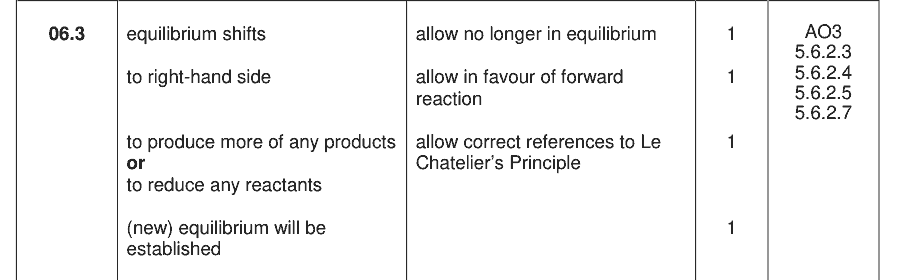 06.3 equilibrium shifts allow no longer in equilibrium 1 AO3
5.6.2.3
to right-hand side allow in favour of forward 1 5.6.2.4
reaction 5.6.2.5
5.6.2.7
to produce more of any products allow correct references to Le 1
or Chatelier's Principle
to reduce any reactants
(new) equilibrium will be 1
established